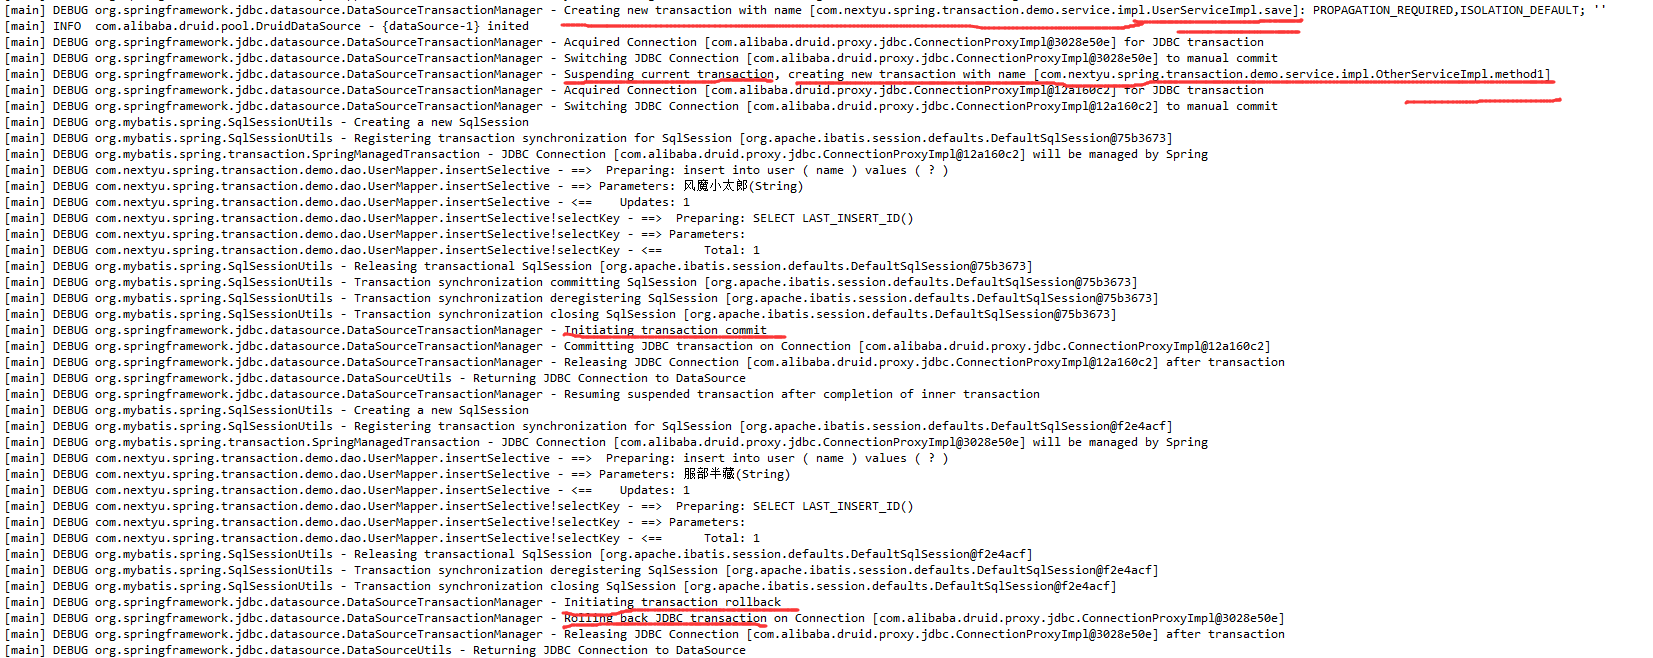 [main] DEBUG org.springframework.jdbc.datasource.DataSourceTransactionManager - Creating new transaction with name [com.nextyu.spring.transaction.demo.service.impl.UserServiceImpl.save]: PROPAGATION_REQUIRED,ISOLATION_DEFAULT; ''
[main] INFO  com.alibaba.druid.pool.DruidDataSource - {dataSource-1} inited
[main] DEBUG org.springframework.jdbc.datasource.DataSourceTransactionManager - Acquired Connection [com.alibaba.druid.proxy.jdbc.ConnectionProxyImpl@3028e50e] for JDBC transaction
[main] DEBUG org.springframework.jdbc.datasource.DataSourceTransactionManager - Switching JDBC Connection [com.alibaba.druid.proxy.jdbc.ConnectionProxyImpl@3028e50e] to manual commit
[main] DEBUG org.springframework.jdbc.datasource.DataSourceTransactionManager - Suspending current transaction, creating new transaction with name [com.nextyu.spring.transaction.demo.service.impl.OtherServiceImpl.method1]
[main] DEBUG org.springframework.jdbc.datasource.DataSourceTransactionManager - Acquired Connection [com.alibaba.druid.proxy.jdbc.ConnectionProxyImpl@12a160c2] for JDBC transaction
[main] DEBUG org.springframework.jdbc.datasource.DataSourceTransactionManager - Switching JDBC Connection [com.alibaba.druid.proxy.jdbc.ConnectionProxyImpl@12a160c2] to manual commit
[main] DEBUG org.mybatis.spring.SqlSessionUtils - Creating a new SqlSession
[main] DEBUG org.mybatis.spring.SqlSessionUtils - Registering transaction synchronization for SqlSession [org.apache.ibatis.session.defaults.DefaultSqlSession@75b3673]
[main] DEBUG org.mybatis.spring.transaction.SpringManagedTransaction - JDBC Connection [com.alibaba.druid.proxy.jdbc.ConnectionProxyImpl@12a160c2] will be managed by Spring
[main] DEBUG com.nextyu.spring.transaction.demo.dao.UserMapper.insertSelective - ==>  Preparing: insert into user ( name ) values ( ? )
[main] DEBUG com.nextyu.spring.transaction.demo.dao.UserMapper.insertSelective - ==> Parameters: 风魔小太郎(String)
[main] DEBUG com.nextyu.spring.transaction.demo.dao.UserMapper.insertSelective - <==    Updates: 1
[main] DEBUG com.nextyu.spring.transaction.demo.dao.UserMapper.insertSelective!selectKey - ==>  Preparing: SELECT LAST_INSERT_ID()
[main] DEBUG com.nextyu.spring.transaction.demo.dao.UserMapper.insertSelective!selectKey - ==> Parameters:
[main] DEBUG com.nextyu.spring.transaction.demo.dao.UserMapper.insertSelective!selectKey - <==      Total: 1
[main] DEBUG org.mybatis.spring.SqlSessionUtils - Releasing transactional SqlSession [org.apache.ibatis.session.defaults.DefaultSqlSession@75b3673]
[main] DEBUG org.mybatis.spring.SqlSessionUtils - Transaction synchronization committing SqlSession [org.apache.ibatis.session.defaults.DefaultSqlSession@75b3673]
[main] DEBUG org.mybatis.spring.SqlSessionUtils - Transaction synchronization deregistering SqlSession [org.apache.ibatis.session.defaults.DefaultSqlSession@75b3673]
[main] DEBUG org.mybatis.spring.SqlSessionUtils - Transaction synchronization closing SqlSession [org.apache.ibatis.session.defaults.DefaultSqlSession@75b3673]
[main] DEBUG org.springframework.jdbc.datasource.DataSourceTransactionManager - Initiating transaction commit
[main] DEBUG org.springframework.jdbc.datasource.DataSourceTransactionManager - Committing JDBC transaction on Connection [com.alibaba.druid.proxy.jdbc.ConnectionProxyImpl@12a160c2]
[main] DEBUG org.springframework.jdbc.datasource.DataSourceTransactionManager - Releasing JDBC Connection [com.alibaba.druid.proxy.jdbc.ConnectionProxyImpl@12a160c2] after transaction
[main] DEBUG org.springframework.jdbc.datasource.DataSourceUtils - Returning JDBC Connection to DataSource
[main] DEBUG org.springframework.jdbc.datasource.DataSourceTransactionManager - Resuming suspended transaction after completion of inner transaction
[main] DEBUG org.mybatis.spring.SqlSessionUtils - Creating a new SqlSession
[main] DEBUG org.mybatis.spring.SqlSessionUtils - Registering transaction synchronization for SqlSession [org.apache.ibatis.session.defaults.DefaultSqlSession@f2e4acf]
[main] DEBUG org.mybatis.spring.transaction.SpringManagedTransaction - JDBC Connection [com.alibaba.druid.proxy.jdbc.ConnectionProxyImpl@3028e50e] will be managed by Spring
[main] DEBUG com.nextyu.spring.transaction.demo.dao.UserMapper.insertSelective - ==>  Preparing: insert into user ( name ) values ( ? )
[main] DEBUG com.nextyu.spring.transaction.demo.dao.UserMapper.insertSelective - ==> Parameters: 服部半藏(String)
[main] DEBUG com.nextyu.spring.transaction.demo.dao.UserMapper.insertSelective - <==    Updates: 1
[main] DEBUG com.nextyu.spring.transaction.demo.dao.UserMapper.insertSelective!selectKey - ==>  Preparing: SELECT LAST_INSERT_ID()
[main] DEBUG com.nextyu.spring.transaction.demo.dao.UserMapper.insertSelective!selectKey - ==> Parameters:
[main] DEBUG com.nextyu.spring.transaction.demo.dao.UserMapper.insertSelective!selectKey - <==      Total: 1
[main] DEBUG org.mybatis.spring.SqlSessionUtils - Releasing transactional SqlSession [org.apache.ibatis.session.defaults.DefaultSqlSession@f2e4acf]
[main] DEBUG org.mybatis.spring.SqlSessionUtils - Transaction synchronization deregistering SqlSession [org.apache.ibatis.session.defaults.DefaultSqlSession@f2e4acf]
[main] DEBUG org.mybatis.spring.SqlSessionUtils - Transaction synchronization closing SqlSession [org.apache.ibatis.session.defaults.DefaultSqlSession@f2e4acf]
[main] DEBUG org.springframework.jdbc.datasource.DataSourceTransactionManager - Initiating transaction rollback
[main] DEBUG org.springframework.jdbc.datasource.DataSourceTransactionManager - Rolling back JDBC transaction on Connection [com.alibaba.druid.proxy.jdbc.ConnectionProxyImpl@3028e50e]
[main] DEBUG org.springframework.jdbc.datasource.DataSourceTransactionManager - Releasing JDBC Connection [com.alibaba.druid.proxy.jdbc.ConnectionProxyImpl@3028e50e] after transaction
[main] DEBUG org.springframework.jdbc.datasource.DataSourceUtils - Returning JDBC Connection to DataSource